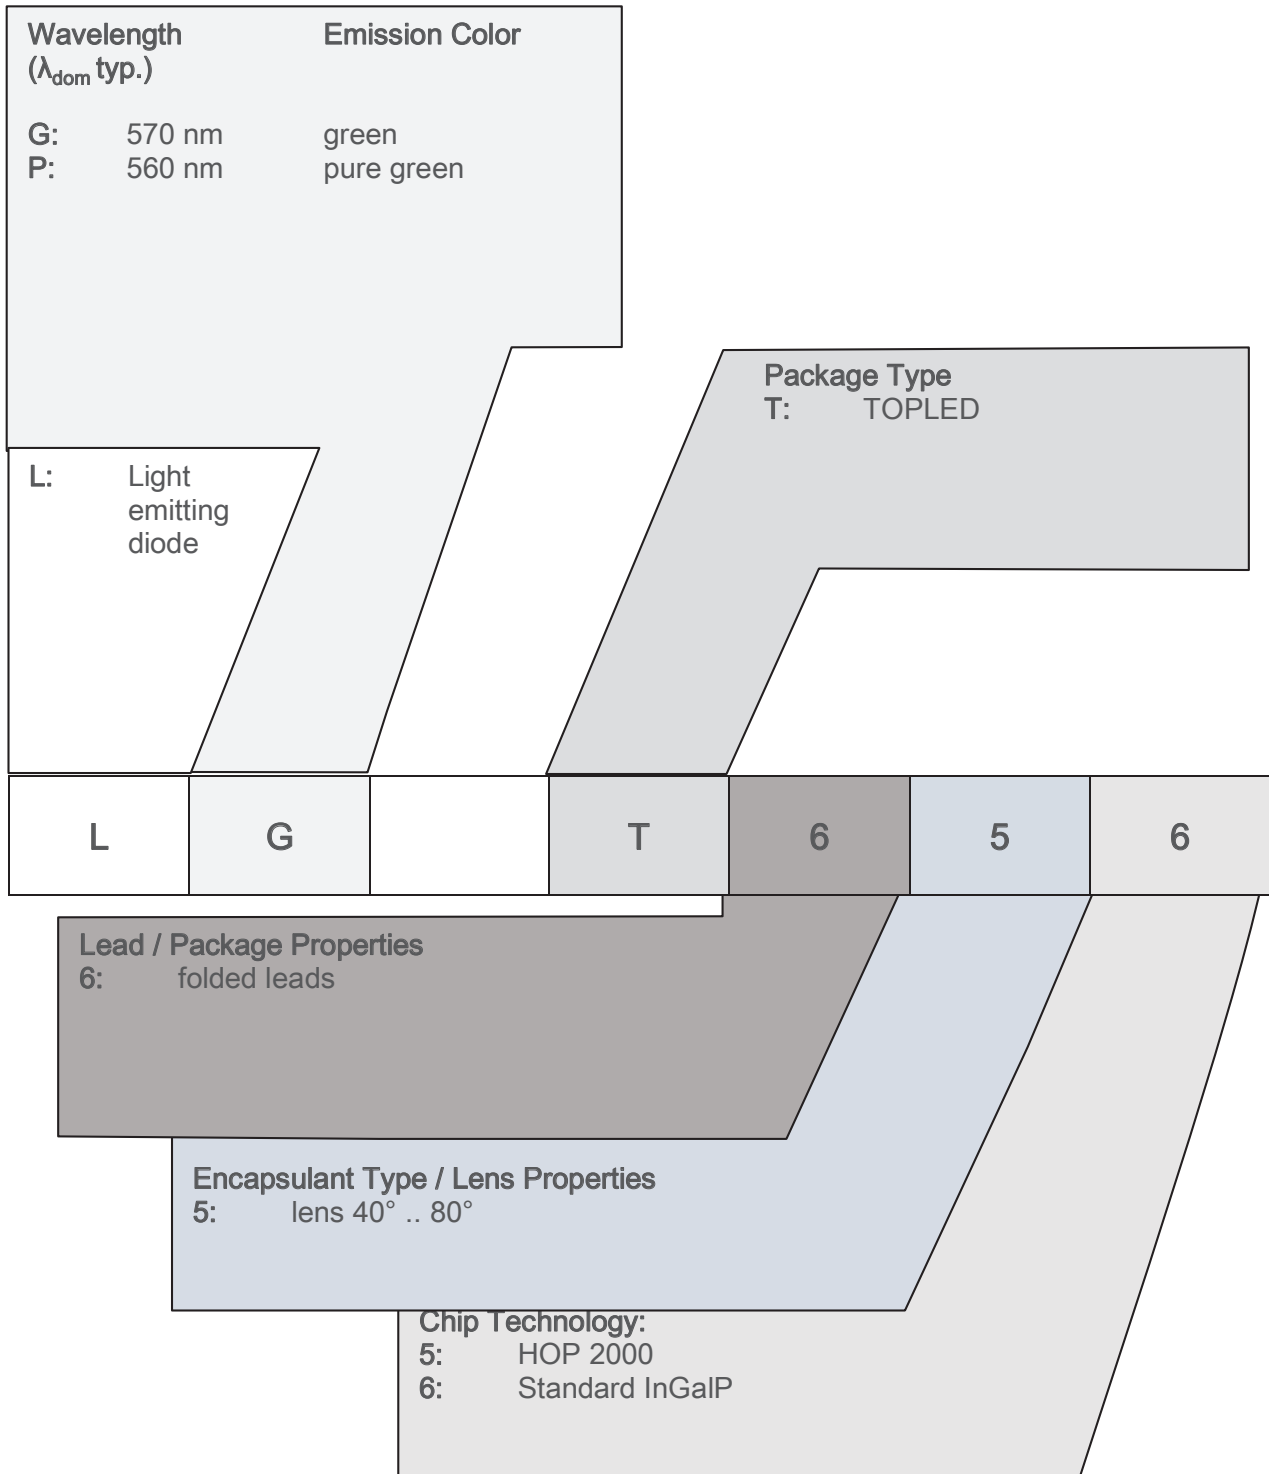 Wavelength Emission Color
(λdom typ.)
G: 570 nm green
P: 560 nm pure green
Package Type
T: TOPLED
L: Light
emitting
diode
L G T 6 5 6
Lead / Package Properties
6: folded leads
Encapsulant Type / Lens Properties
5: lens 40° .. 80°
Chip Technology:
5: HOP 2000
6: Standard InGalP